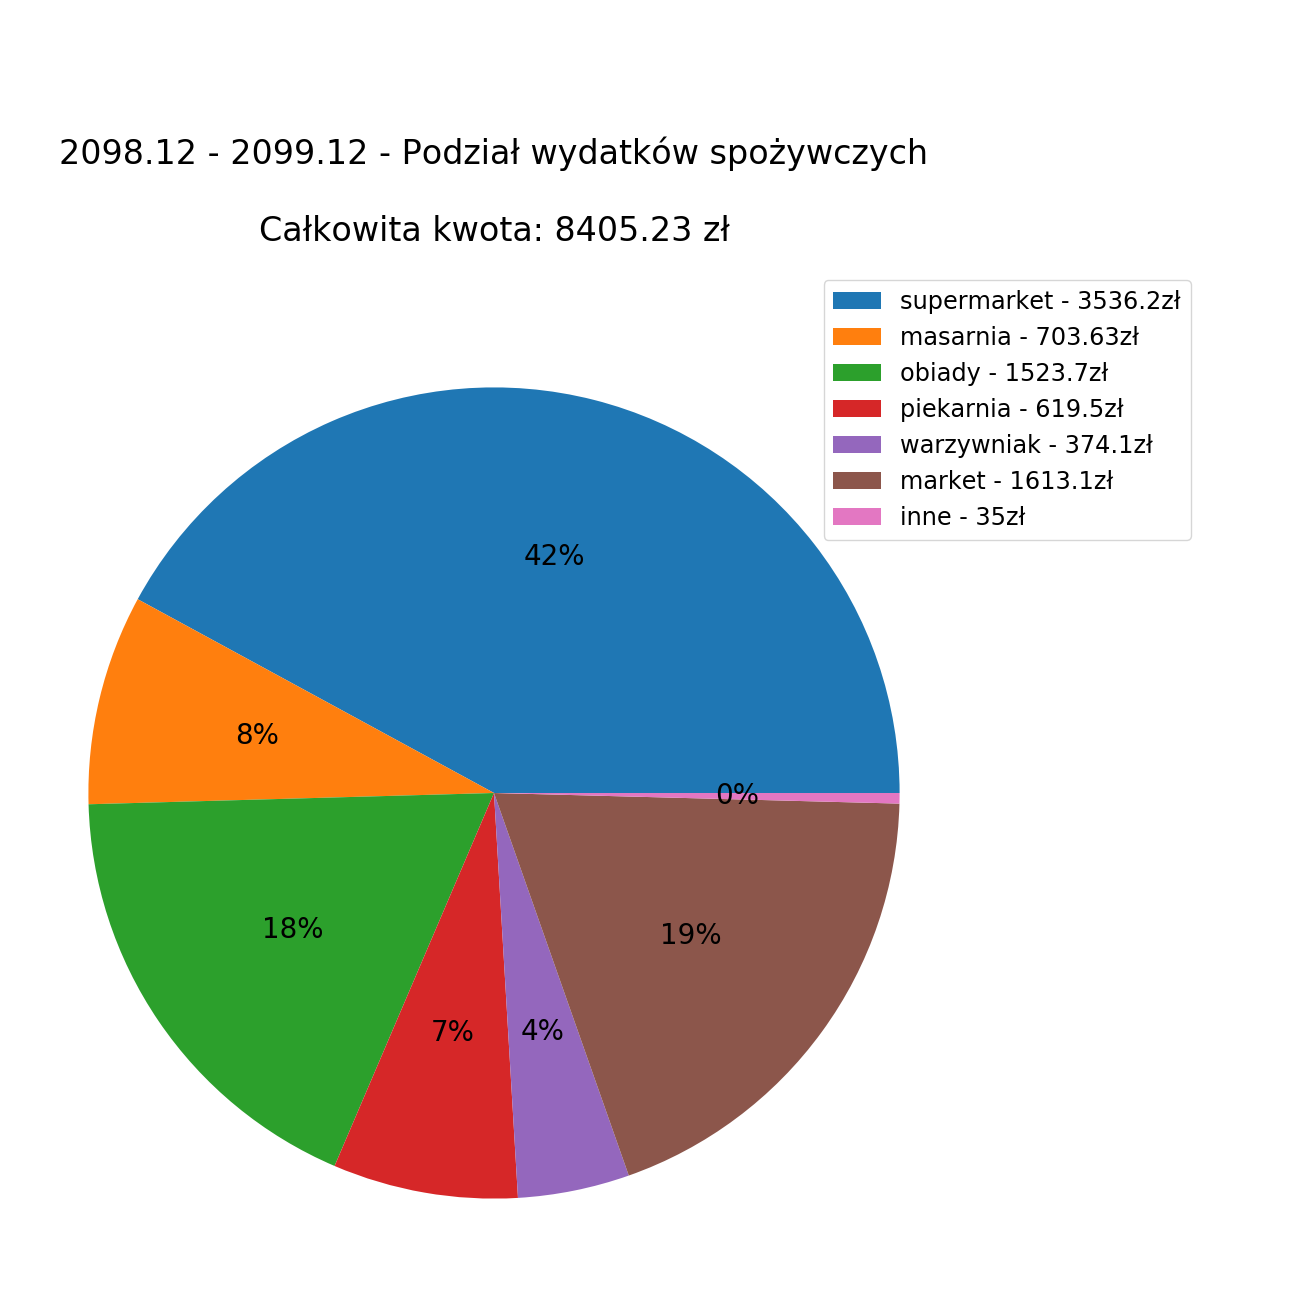 2098.12 - 2099.12 - Podział wydatków spożywczych
Całkowita kwota: 8405.23 zł
supermarket - 3536.2zł
masarnia - 703.63zł
obiady - 1523.7zł
piekarnia - 619.5zł
warzywniak - 374.1zł
market - 1613.1zł
inne - 35zł
42%
8%
0%
18%
19%
7%
4%